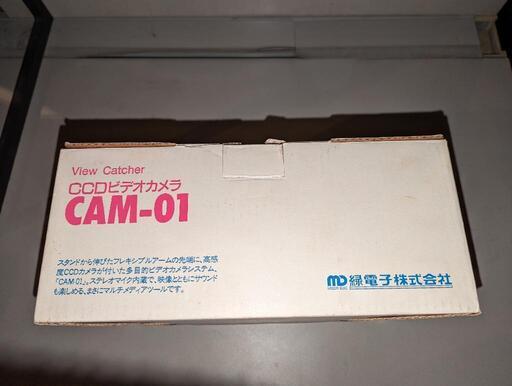 View Catcher
CCDビデオカメラ
CAM-01
スタンドから伸びたフレキシブルアームの先端に、高感
度CCDカメラが付いた多目的ビデオカメラシステム、
「CAM-01」。ステレオマイク内蔵で、映像とともにサウンド
も楽しめる、まさにマルチメディアツールです。
緑電子株式会社